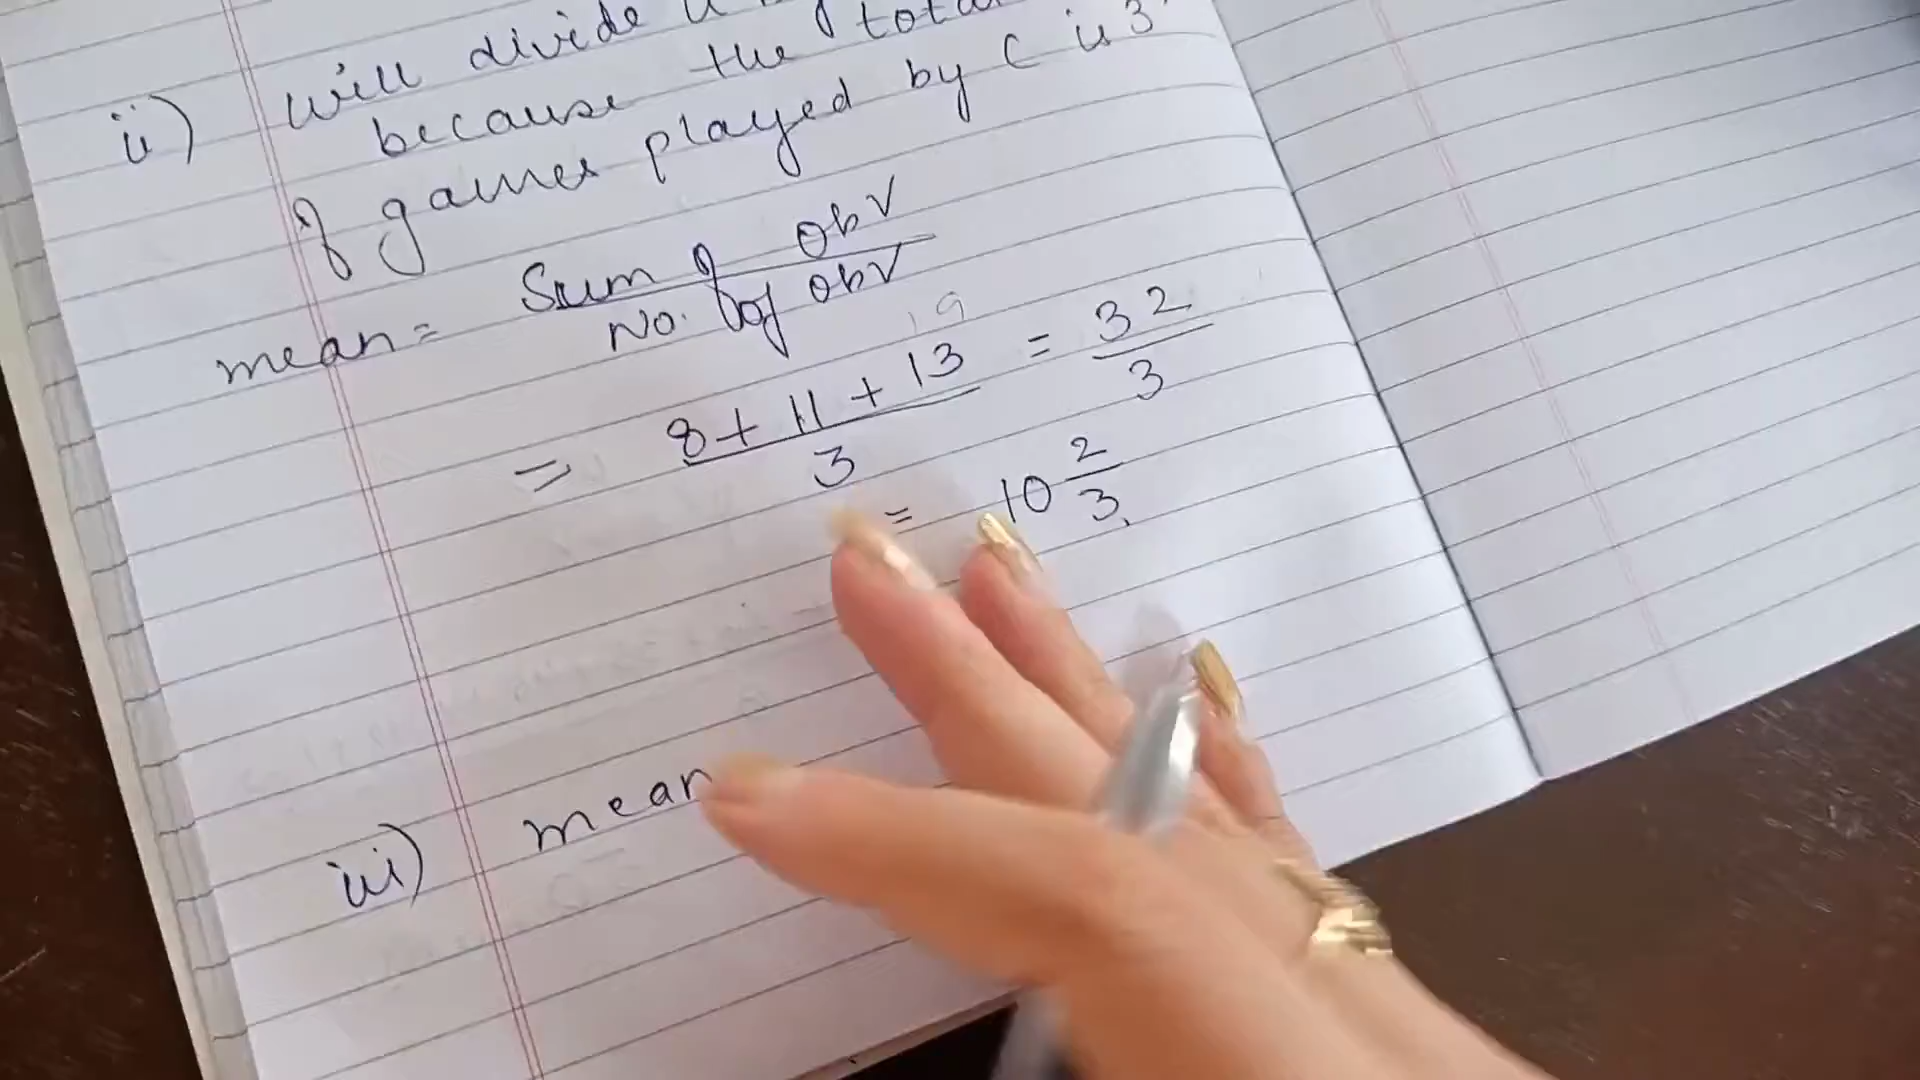 ii) will divide
because the total
of games played by C is 3.
mean = Sum of obv / No. of obv
= 8 + 11 + 13 / 3 = 32 / 3
= 10 2/3.
iii) mean